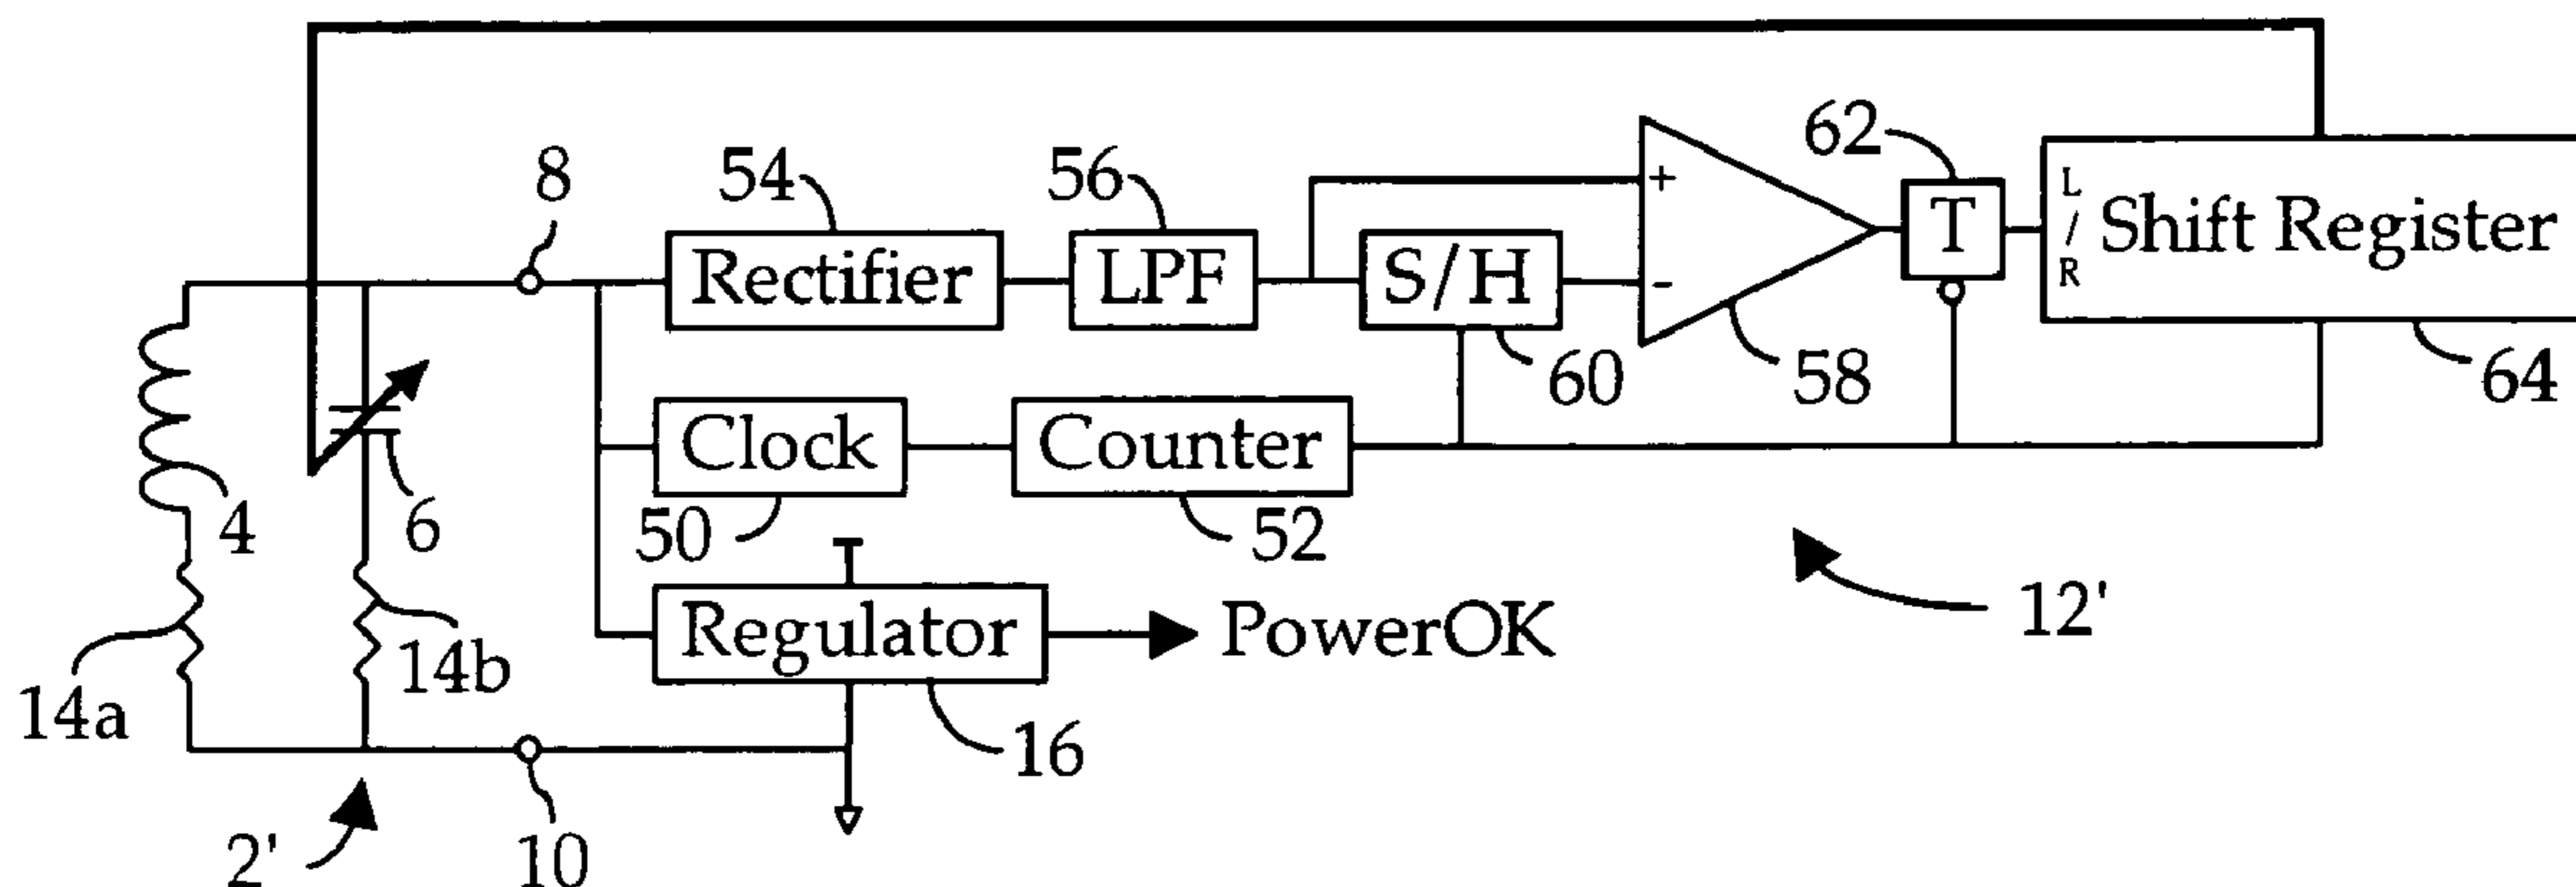 8
54
56
62
Rectifier
LPF
S/H
+
-
T
L
/
R
Shift Register
58
60
64
Clock
Counter
4
6
50
52
12'
Regulator
PowerOK
14a
14b
16
2'
10